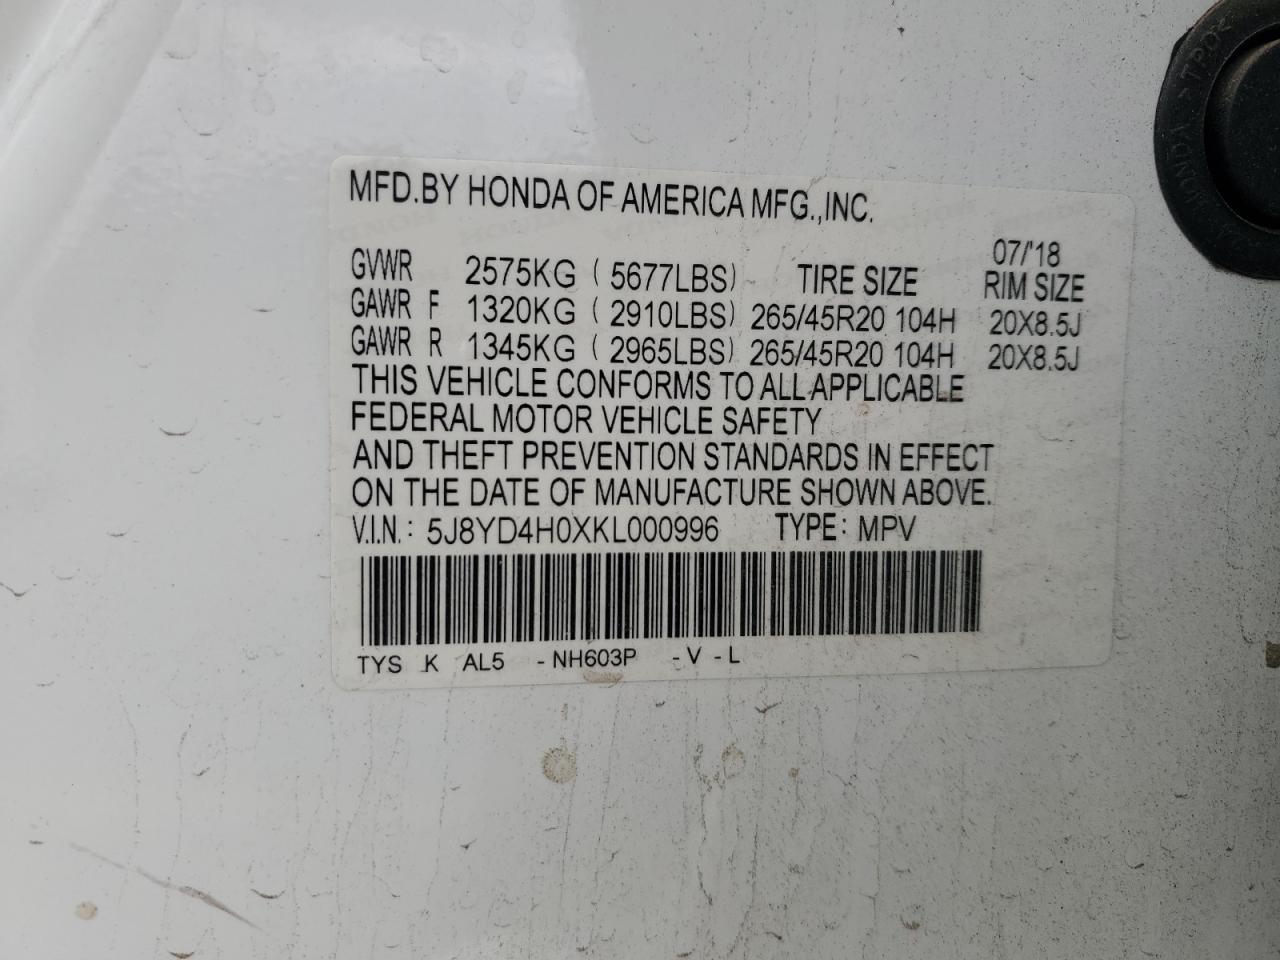 MFD.BY HONDA OF AMERICA MFG.,INC.
07/'18
GVWR 2575KG ( 5677LBS) TIRE SIZE RIM SIZE
GAWR F 1320KG ( 2910LBS) 265/45R20 104H 20X8.5J
GAWR R 1345KG ( 2965LBS) 265/45R20 104H 20X8.5J
THIS VEHICLE CONFORMS TO ALL APPLICABLE
FEDERAL MOTOR VEHICLE SAFETY
AND THEFT PREVENTION STANDARDS IN EFFECT
ON THE DATE OF MANUFACTURE SHOWN ABOVE.
V.I.N.: 5J8YD4H0XKL000996 TYPE: MPV
TYS K AL5 -NH603P -V -L